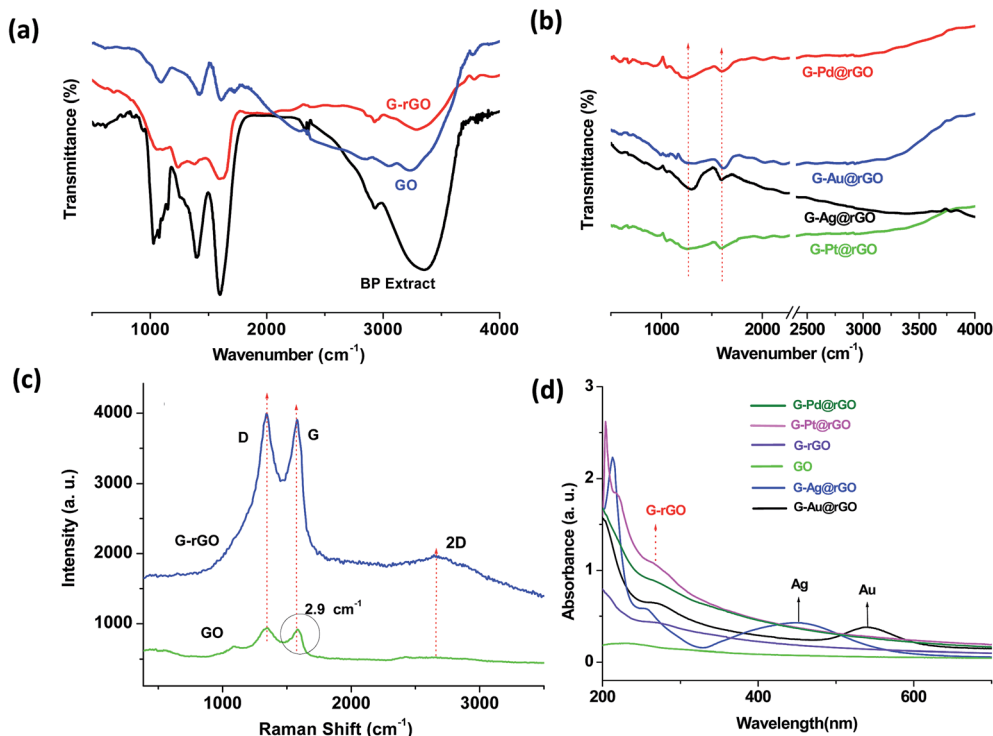 (a)
Transmittance (%)
G-rGO
GO
BP Extract
1000 2000 3000 4000
Wavenumber (cm⁻¹)
(b)
Transmittance (%)
G-Pd@rGO
G-Au@rGO
G-Ag@rGO
G-Pt@rGO
1000 2000 2500 3000 3500 4000
Wavenumber (cm⁻¹)
(c)
Intensity (a. u.)
4000
3000
2000
1000
D
G
G-rGO
2D
2.9 cm⁻¹
GO
1000 2000 3000
Raman Shift (cm⁻¹)
(d)
Absorbance (a. u.)
3
2
1
0
G-Pd@rGO
G-Pt@rGO
G-rGO
GO
G-Ag@rGO
G-Au@rGO
G-rGO
Ag
Au
200 400 600
Wavelength(nm)